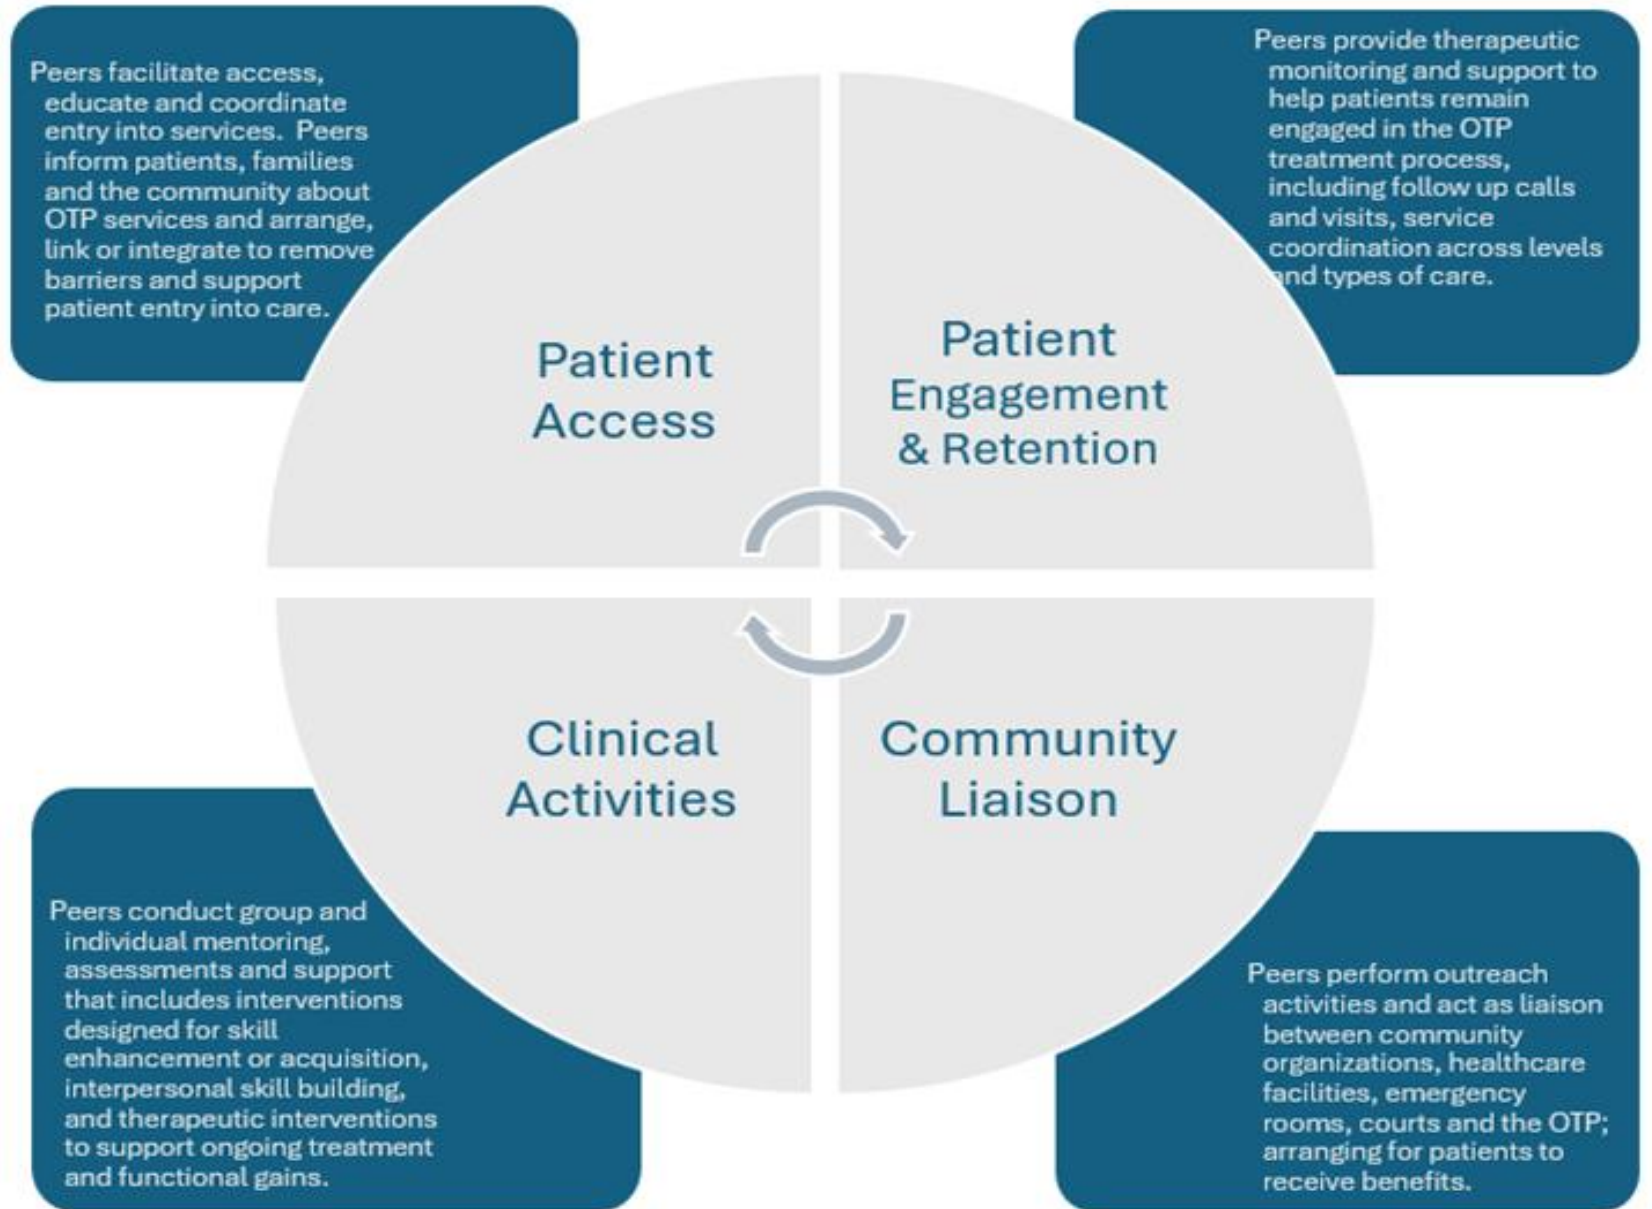 Peers facilitate access,
educate and coordinate
entry into services.  Peers
inform patients, families
and the community about
OTP services and arrange,
link or integrate to remove
barriers and support
patient entry into care.
Peers provide therapeutic
monitoring and support to
help patients remain
engaged in the OTP
treatment process,
including follow up calls
and visits, service
coordination across levels
and types of care.
Patient
Access
Patient
Engagement
& Retention
Clinical
Activities
Community
Liaison
Peers conduct group and
individual mentoring,
assessments and support
that includes interventions
designed for skill
enhancement or acquisition,
interpersonal skill building,
and therapeutic interventions
to support ongoing treatment
and functional gains.
Peers perform outreach
activities and act as liaison
between community
organizations, healthcare
facilities, emergency
rooms, courts and the OTP;
arranging for patients to
receive benefits.